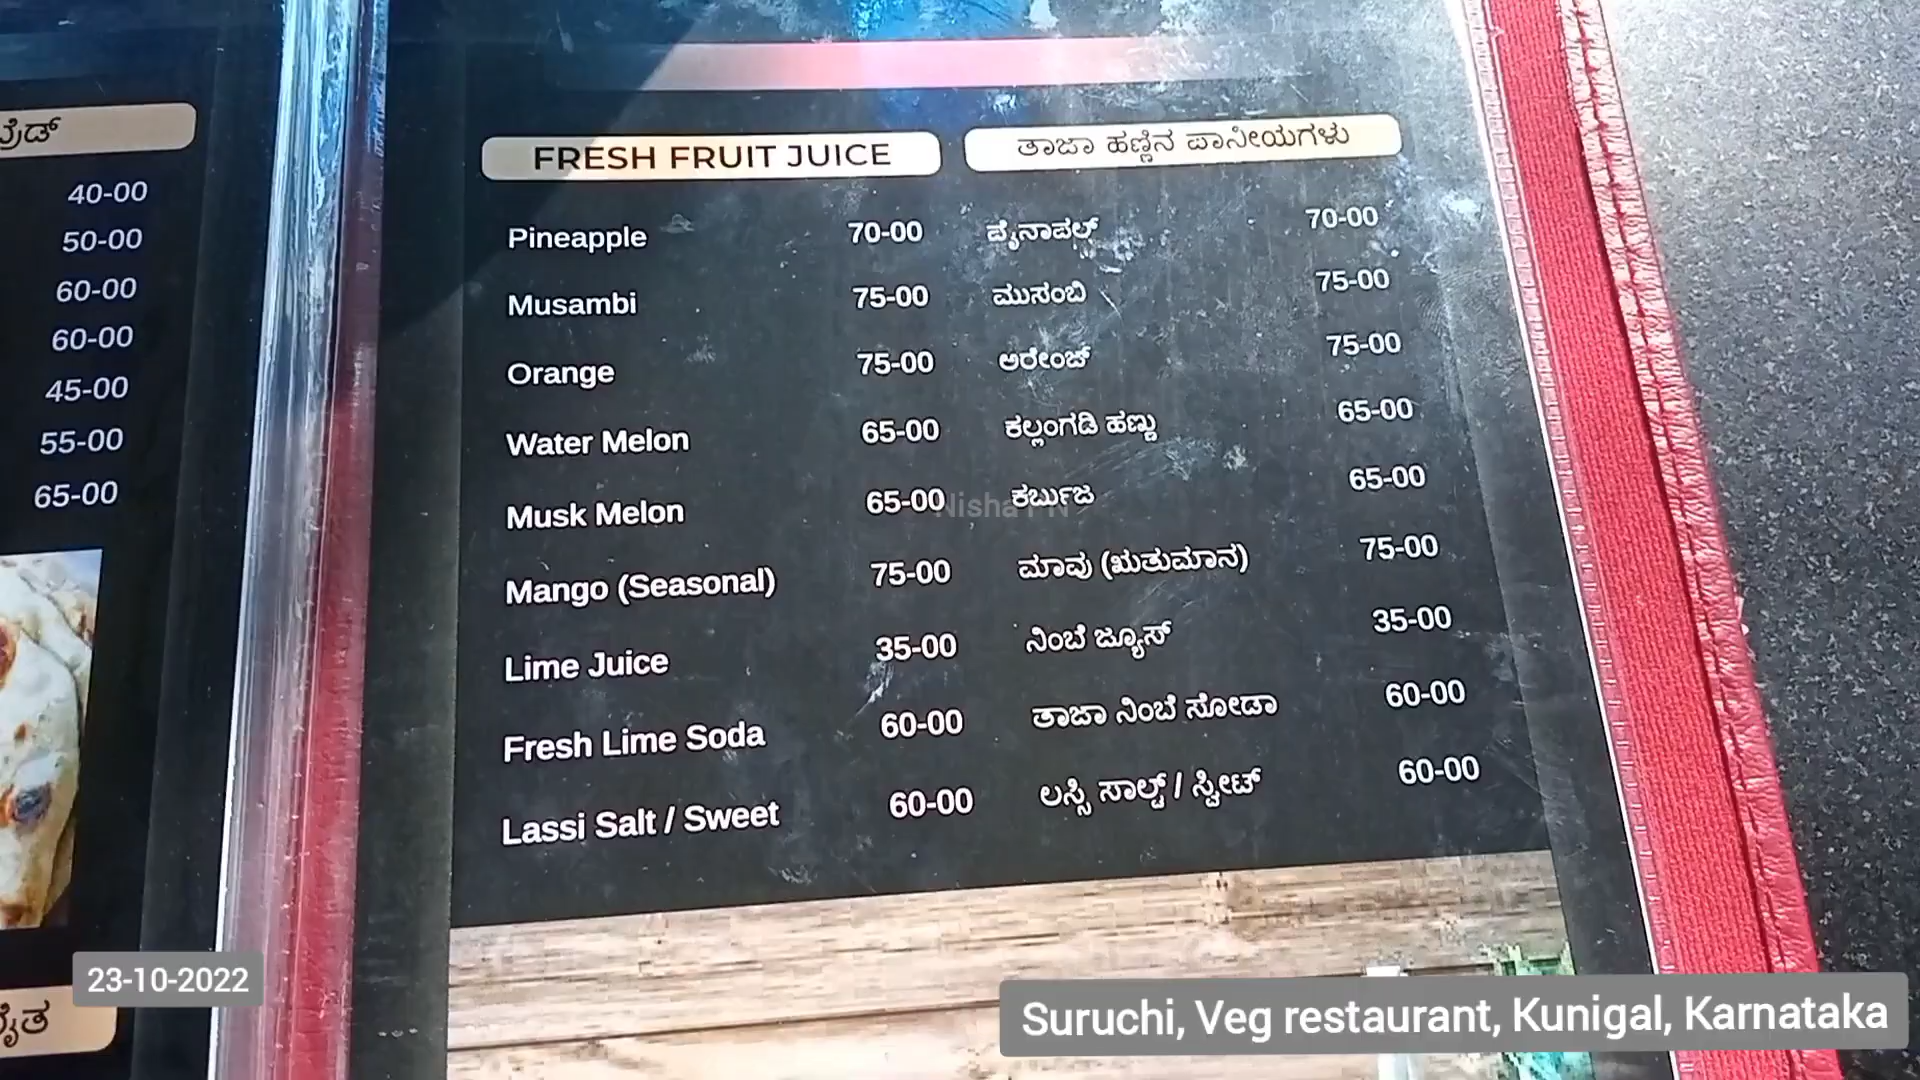 ಬ್ರೆಡ್
40-00
50-00
60-00
60-00
45-00
55-00
65-00
FRESH FRUIT JUICE ತಾಜಾ ಹಣ್ಣಿನ ಪಾನೀಯಗಳು
Pineapple 70-00 ಪೈನಾಪಲ್ 70-00
Musambi 75-00 ಮುಸಂಬಿ 75-00
Orange 75-00 ಅರೇಂಜ್ 75-00
Water Melon 65-00 ಕಲ್ಲಂಗಡಿ ಹಣ್ಣು 65-00
Musk Melon 65-00 ಕರ್ಬುಜ 65-00
Mango (Seasonal) 75-00 ಮಾವು (ಋತುಮಾನ) 75-00
Lime Juice 35-00 ನಿಂಬೆ ಜ್ಯೂಸ್ 35-00
Fresh Lime Soda 60-00 ತಾಜಾ ನಿಂಬೆ ಸೋಡಾ 60-00
Lassi Salt / Sweet 60-00 ಲಸ್ಸಿ ಸಾಲ್ಟ್ / ಸ್ವೀಟ್ 60-00
23-10-2022
Suruchi, Veg restaurant, Kunigal, Karnataka